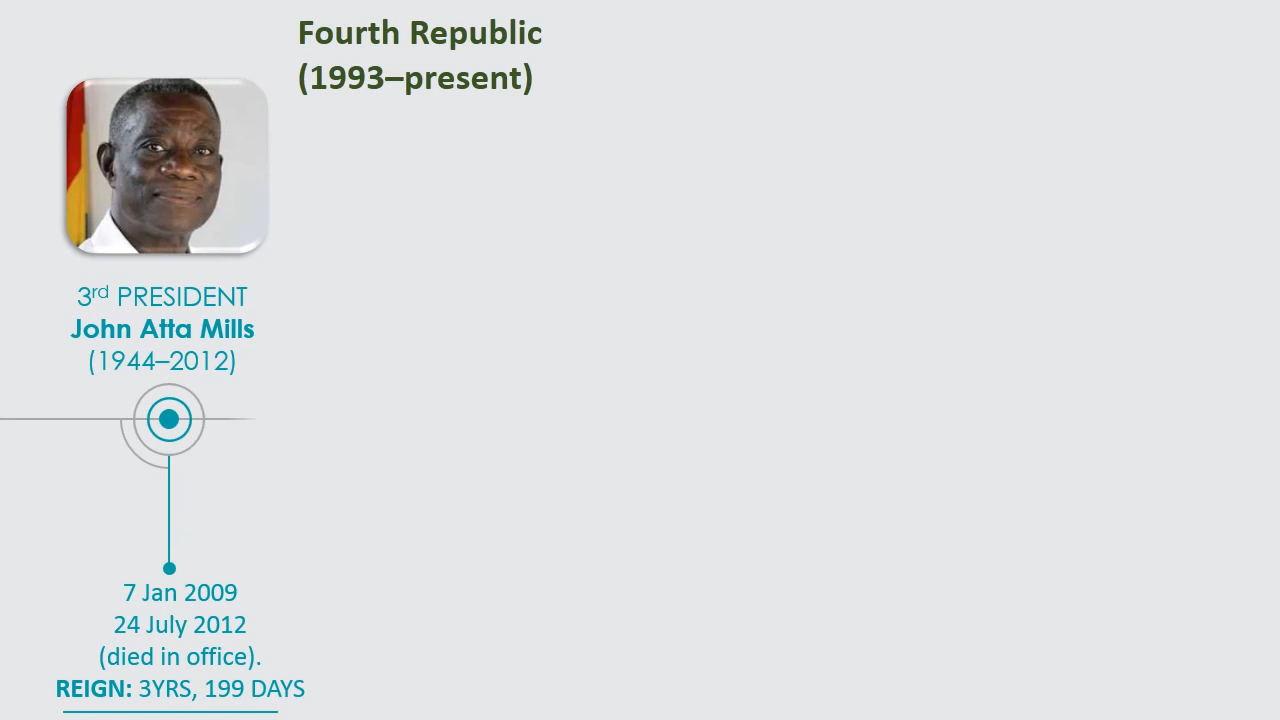 Fourth Republic
(1993–present)
3rd PRESIDENT
John Atta Mills
(1944–2012)
7 Jan 2009
24 July 2012
(died in office).
REIGN: 3YRS, 199 DAYS